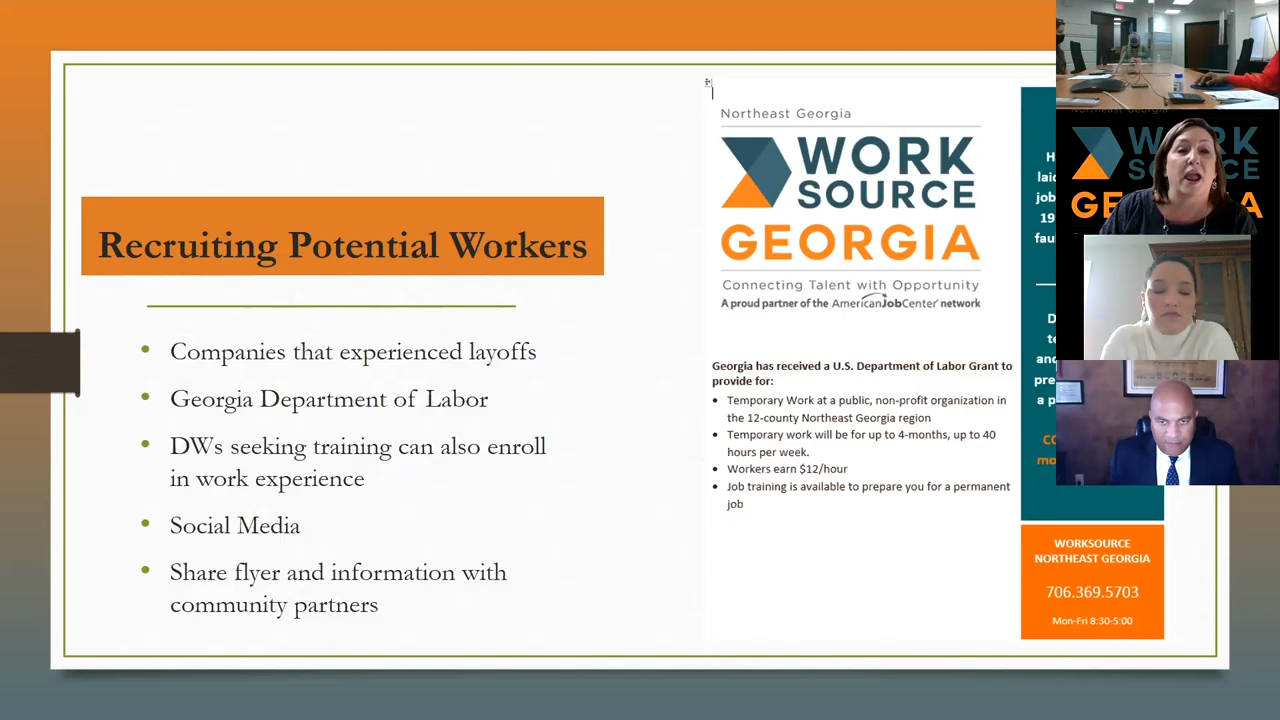 Recruiting Potential Workers
• Companies that experienced layoffs
• Georgia Department of Labor
• DWs seeking training can also enroll
in work experience
• Social Media
• Share flyer and information with
community partners
Northeast Georgia
WORK
SOURCE
GEORGIA
Connecting Talent with Opportunity
A proud partner of the AmericanJobCenter network
Georgia has received a U.S. Department of Labor Grant to
provide for:
• Temporary Work at a public, non-profit organization in
the 12-county Northeast Georgia region
• Temporary work will be for up to 4-months, up to 40
hours per week.
• Workers earn $12/hour
• Job training is available to prepare you for a permanent
job
WORKSOURCE
NORTHEAST GEORGIA
706.369.5703
Mon-Fri 8:30-5:00